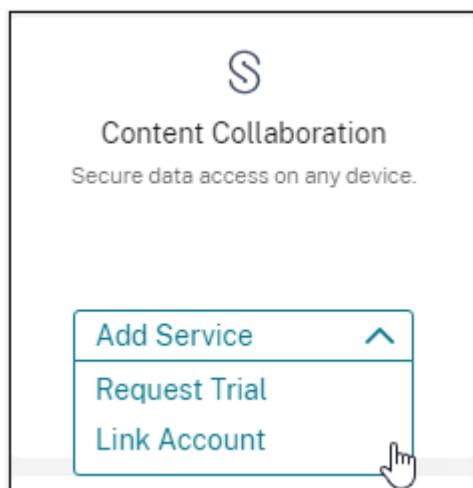 Content Collaboration
Secure data access on any device.
Add Service
Request Trial
Link Account